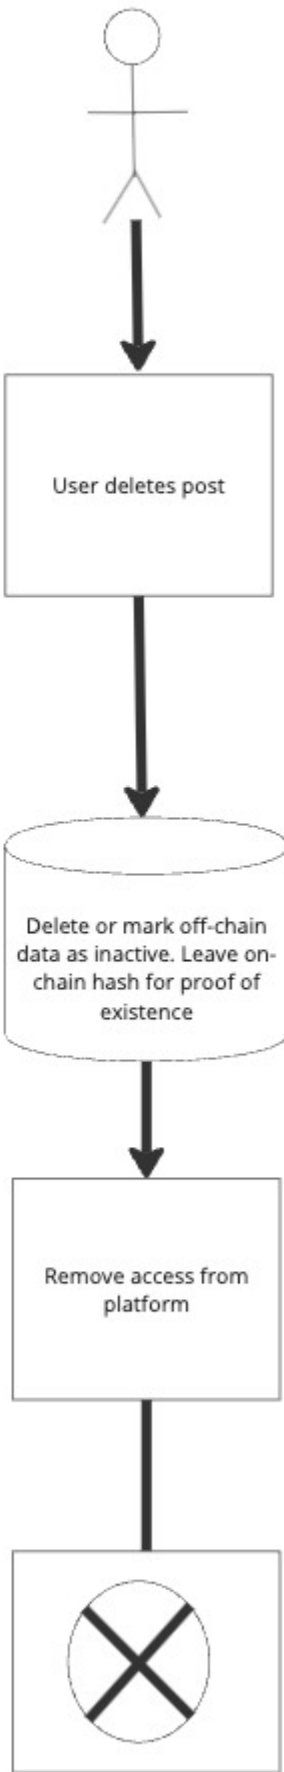 User deletes post
Delete or mark off-chain
data as inactive. Leave on-
chain hash for proof of
existence
Remove access from
platform